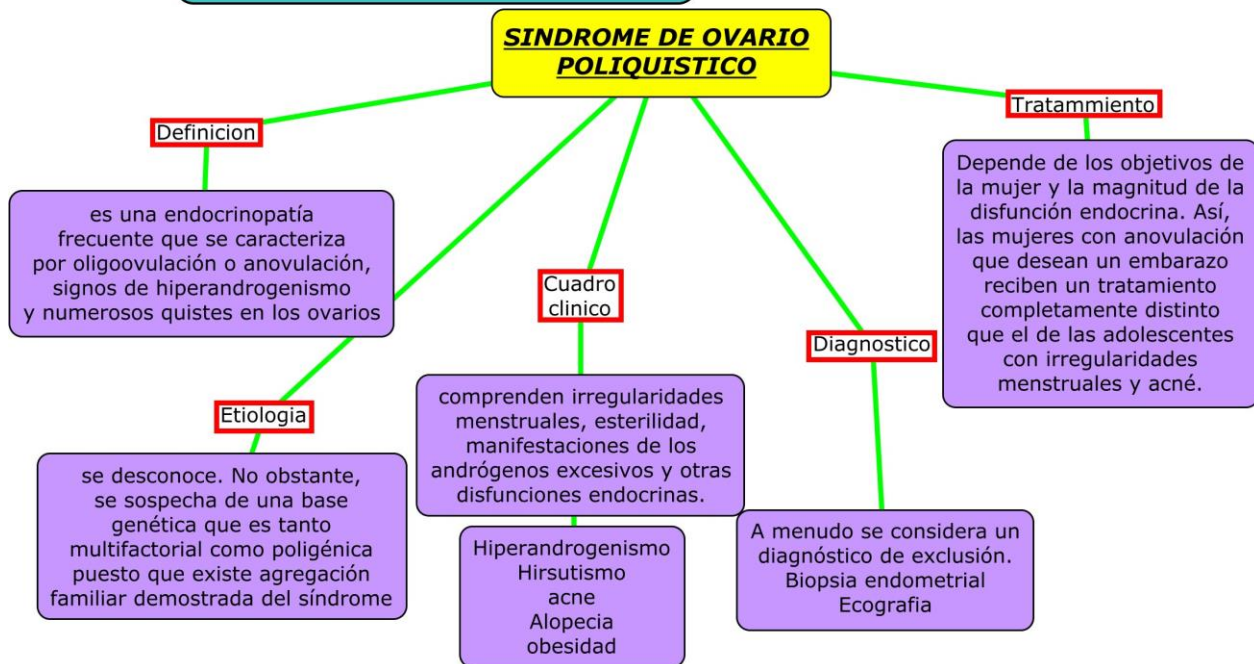 SINDROME DE OVARIO
POLIQUISTICO
Definicion
es una endocrinopatía
frecuente que se caracteriza
por oligoovulación o anovulación,
signos de hiperandrogenismo
y numerosos quistes en los ovarios
Etiologia
se desconoce. No obstante,
se sospecha de una base
genética que es tanto
multifactorial como poligénica
puesto que existe agregación
familiar demostrada del síndrome
Cuadro
clinico
comprenden irregularidades
menstruales, esterilidad,
manifestaciones de los
andrógenos excesivos y otras
disfunciones endocrinas.
Hiperandrogenismo
Hirsutismo
acne
Alopecia
obesidad
Diagnostico
A menudo se considera un
diagnóstico de exclusión.
Biopsia endometrial
Ecografia
Tratammiento
Depende de los objetivos de
la mujer y la magnitud de la
disfunción endocrina. Así,
las mujeres con anovulación
que desean un embarazo
reciben un tratamiento
completamente distinto
que el de las adolescentes
con irregularidades
menstruales y acné.